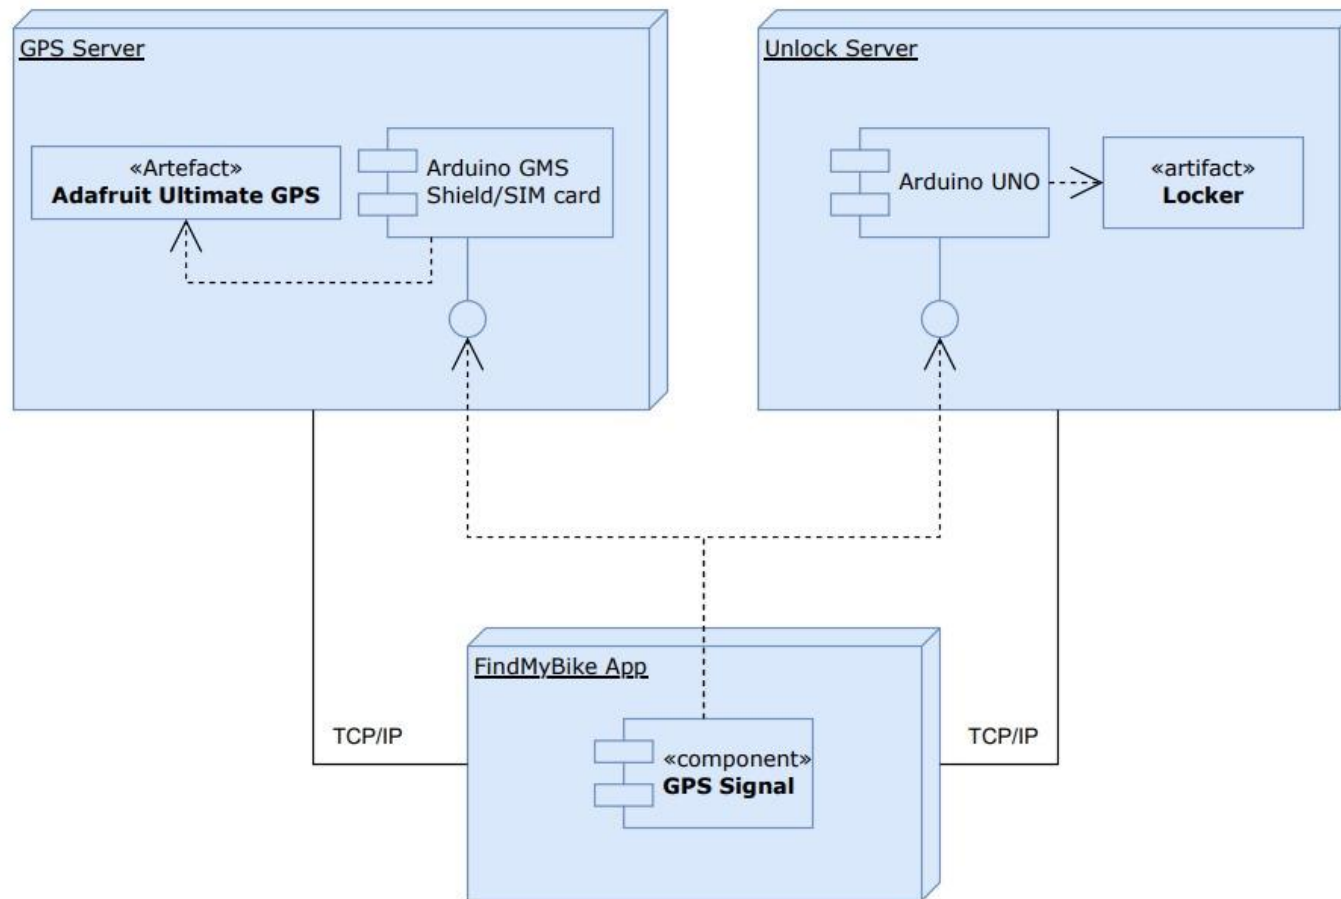 GPS Server
«Artefact»
Adafruit Ultimate GPS
Arduino GMS
Shield/SIM card
Unlock Server
Arduino UNO
«artifact»
Locker
FindMyBike App
TCP/IP
«component»
GPS Signal
TCP/IP